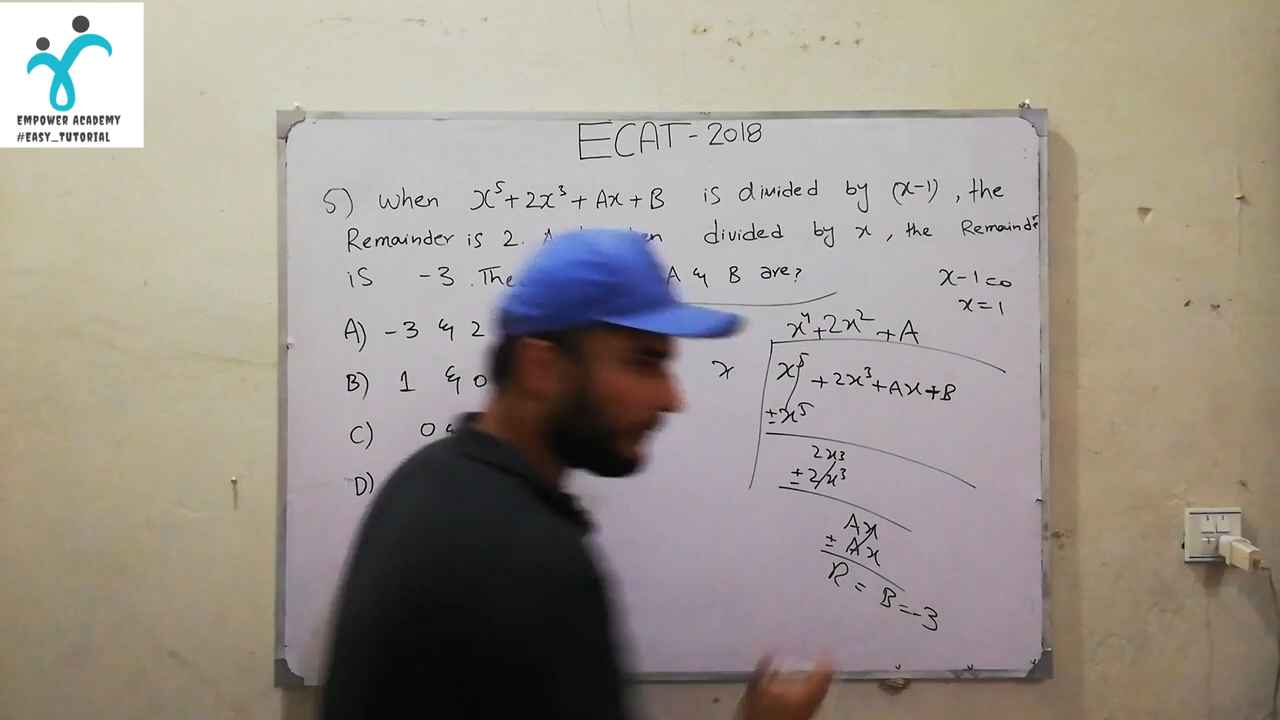 EMPOWER ACADEMY
#EASY_TUTORIAL
ECAT-2018
5) When x⁵+2x³+Ax+B is divided by (x-1), the
Remainder is 2. divided by x, the Remainder
is -3. The A & B are?
x-1=0
x=1
A) -3 & 2
B) 1 & 0
C) 0 &
D)
x⁴+2x²+A
x x⁵+2x³+Ax+B
±x⁵
2x³
±2x³
Ax
±Ax
R = B=-3